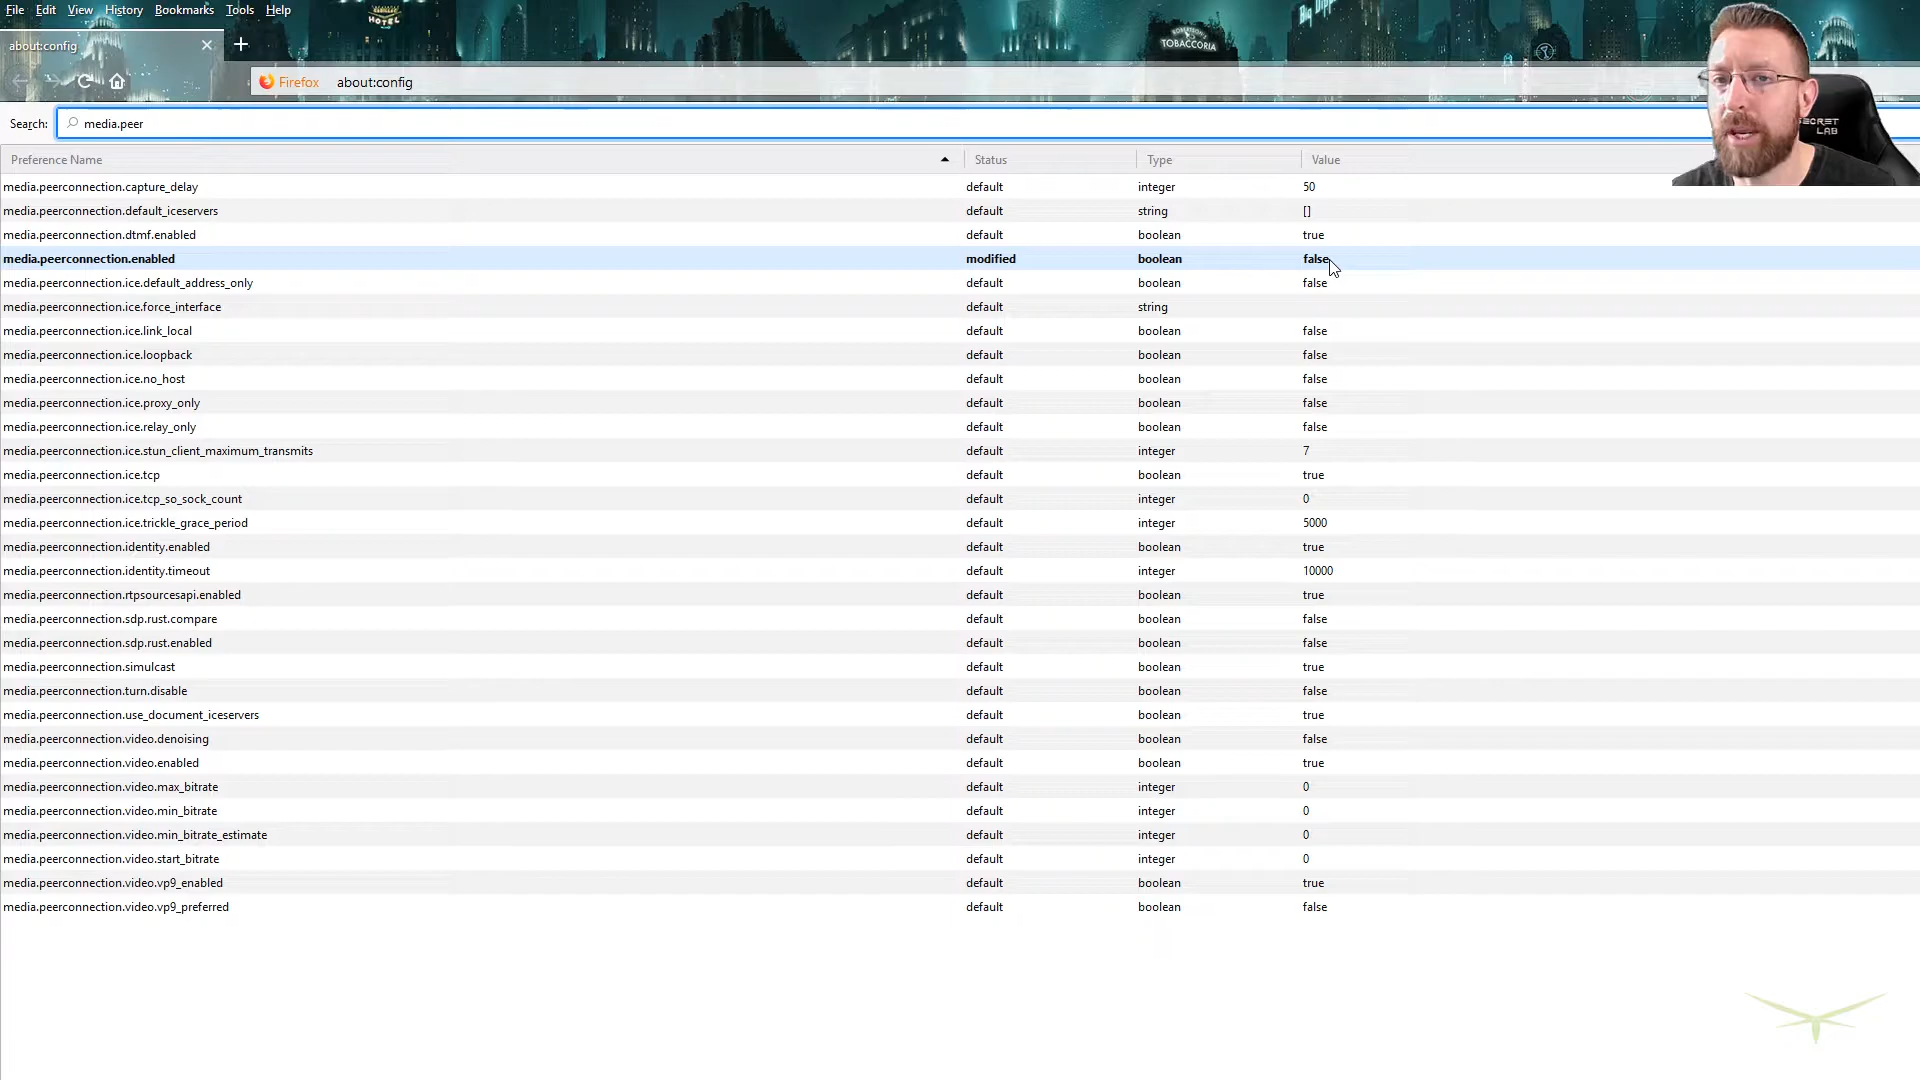 File Edit View History Bookmarks Tools Help
HOTEL
Big Dipper
ROBERTSON'S
TOBACCORIA
about:config
Firefox about:config
Search: media.peer
SECRET
LAB
Preference Name Status Type Value
media.peerconnection.capture_delay default integer 50
media.peerconnection.default_iceservers default string []
media.peerconnection.dtmf.enabled default boolean true
media.peerconnection.enabled modified boolean false
media.peerconnection.ice.default_address_only default boolean false
media.peerconnection.ice.force_interface default string
media.peerconnection.ice.link_local default boolean false
media.peerconnection.ice.loopback default boolean false
media.peerconnection.ice.no_host default boolean false
media.peerconnection.ice.proxy_only default boolean false
media.peerconnection.ice.relay_only default boolean false
media.peerconnection.ice.stun_client_maximum_transmits default integer 7
media.peerconnection.ice.tcp default boolean true
media.peerconnection.ice.tcp_so_sock_count default integer 0
media.peerconnection.ice.trickle_grace_period default integer 5000
media.peerconnection.identity.enabled default boolean true
media.peerconnection.identity.timeout default integer 10000
media.peerconnection.rtpsourcesapi.enabled default boolean true
media.peerconnection.sdp.rust.compare default boolean false
media.peerconnection.sdp.rust.enabled default boolean false
media.peerconnection.simulcast default boolean true
media.peerconnection.turn.disable default boolean false
media.peerconnection.use_document_iceservers default boolean true
media.peerconnection.video.denoising default boolean false
media.peerconnection.video.enabled default boolean true
media.peerconnection.video.max_bitrate default integer 0
media.peerconnection.video.min_bitrate default integer 0
media.peerconnection.video.min_bitrate_estimate default integer 0
media.peerconnection.video.start_bitrate default integer 0
media.peerconnection.video.vp9_enabled default boolean true
media.peerconnection.video.vp9_preferred default boolean false